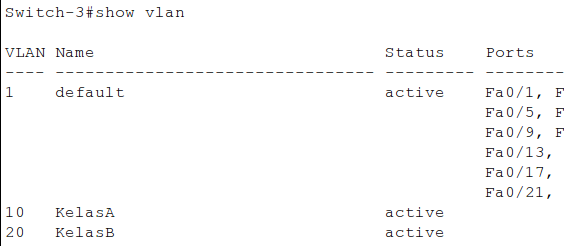 Switch-3#show vlan
VLAN Name                             Status    Ports
---- -------------------------------- --------- --------
1    default                          active    Fa0/1, F
                                                Fa0/5, F
                                                Fa0/9, F
                                                Fa0/13,
                                                Fa0/17,
                                                Fa0/21,
10   KelasA                           active
20   KelasB                           active